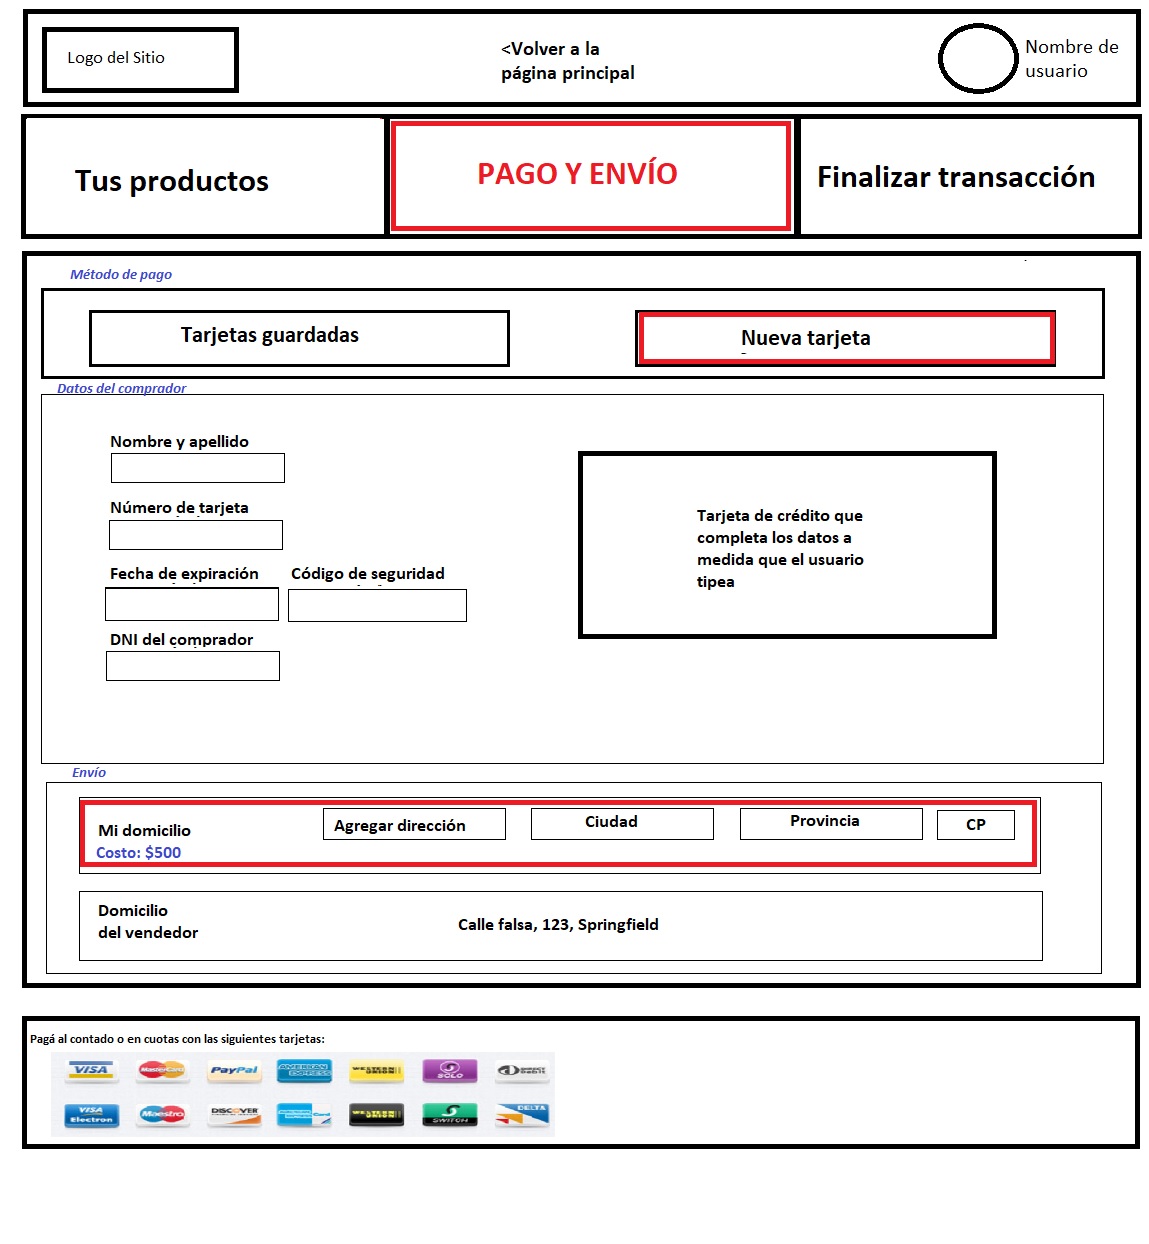 Logo del Sitio
<Volver a la
página principal
Nombre de
usuario
Tus productos
PAGO Y ENVÍO
Finalizar transacción
Método de pago
Tarjetas guardadas
Nueva tarjeta
Datos del comprador
Nombre y apellido
Número de tarjeta
Fecha de expiración
Código de seguridad
DNI del comprador
Tarjeta de crédito que
completa los datos a
medida que el usuario
tipea
Envío
Mi domicilio
Costo: $500
Agregar dirección
Ciudad
Provincia
CP
Domicilio
del vendedor
Calle falsa, 123, Springfield
Pagá al contado o en cuotas con las siguientes tarjetas:
VISA
MasterCard
PayPal
AMERICAN
EXPRESS
WESTERN
UNION
SOLO
DIRECT
Debit
VISA
Electron
Maestro
DISCOVER
WESTERN
UNION
SWITCH
DELTA